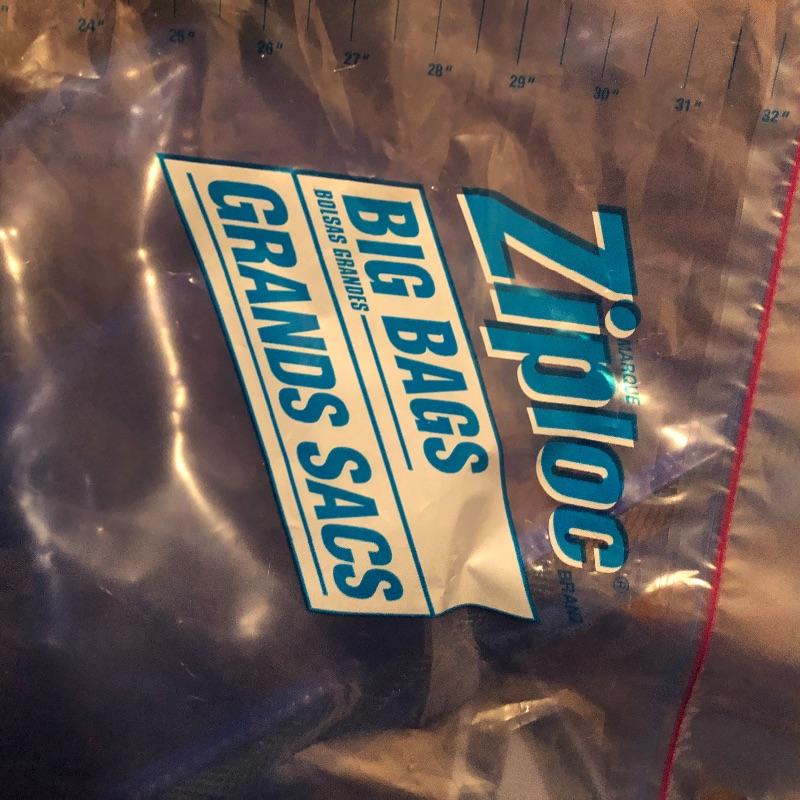 24"
25"
26"
27"
28"
29"
30"
31"
32"
MARQUE
Ziploc®
BRAND
BIG BAGS
BOLSAS GRANDES
GRANDS SACS